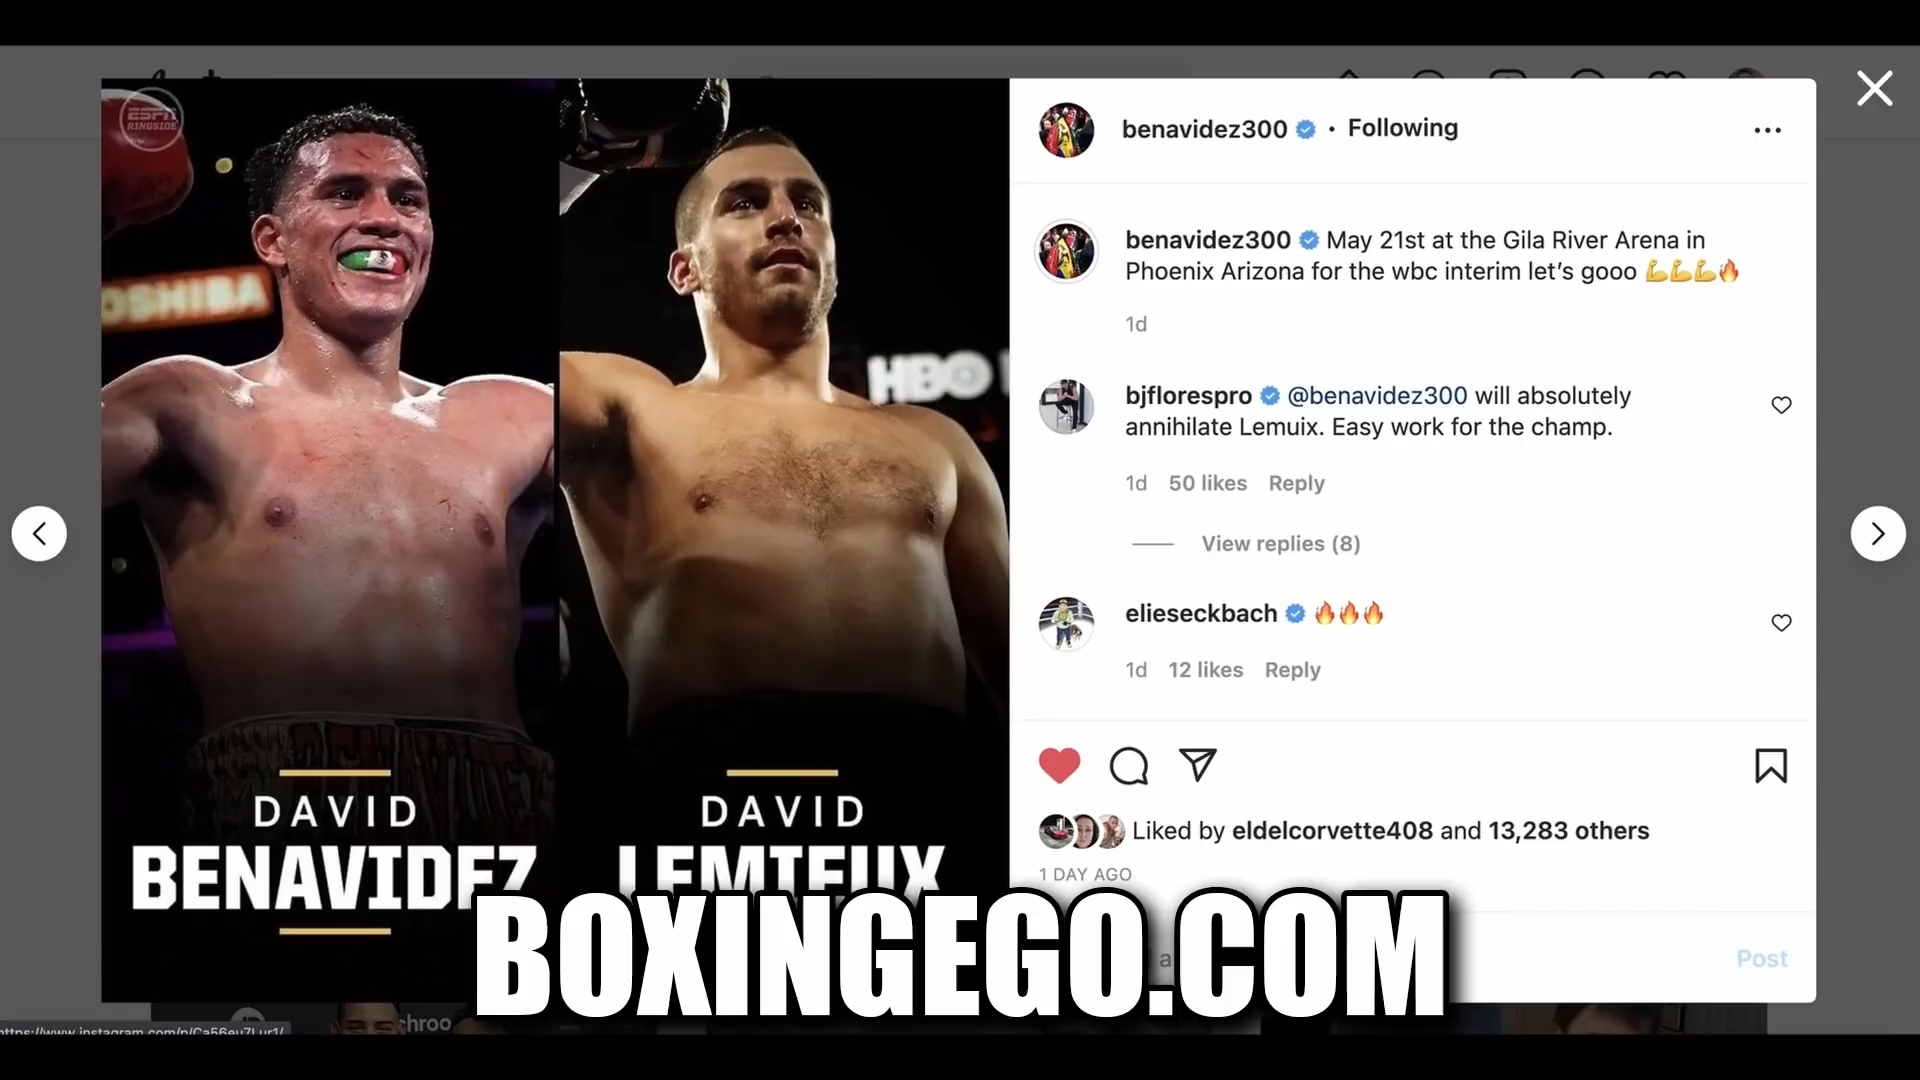 ESPN
RINGSIDE
TOSHIBA
HBO
DAVID
BENAVIDEZ
DAVID
LEMIEUX
benavidez300 • Following
benavidez300 May 21st at the Gila River Arena in
Phoenix Arizona for the wbc interim let's gooo 💪💪💪🔥
1d
bjflorespro @benavidez300 will absolutely
annihilate Lemuix. Easy work for the champ.
1d 50 likes Reply
View replies (8)
elieseckbach 🔥🔥🔥
1d 12 likes Reply
Liked by eldelcorvette408 and 13,283 others
1 DAY AGO
Post
BOXINGEGO.COM